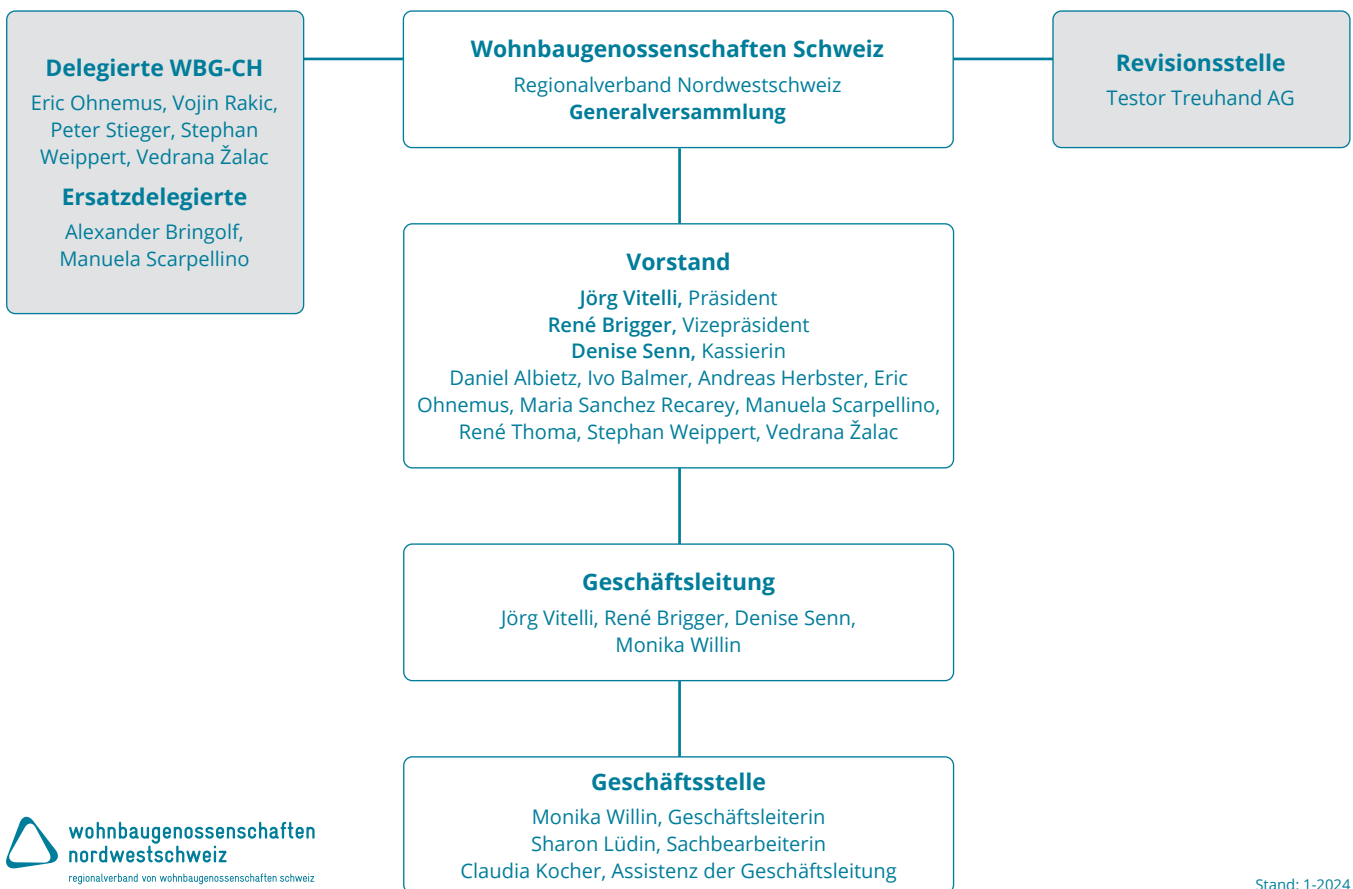 Delegierte WBG-CH
Eric Ohnemus, Vojin Rakic,
Peter Stieger, Stephan
Weippert, Vedrana Žalac
Ersatzdelegierte
Alexander Bringolf,
Manuela Scarpellino
Wohnbaugenossenschaften Schweiz
Regionalverband Nordwestschweiz
Generalversammlung
Revisionsstelle
Testor Treuhand AG
Vorstand
Jörg Vitelli, Präsident
René Brigger, Vizepräsident
Denise Senn, Kassierin
Daniel Albietz, Ivo Balmer, Andreas Herbster, Eric
Ohnemus, Maria Sanchez Recarey, Manuela Scarpellino,
René Thoma, Stephan Weippert, Vedrana Žalac
Geschäftsleitung
Jörg Vitelli, René Brigger, Denise Senn,
Monika Willin
Geschäftsstelle
Monika Willin, Geschäftsleiterin
Sharon Lüdin, Sachbearbeiterin
Claudia Kocher, Assistenz der Geschäftsleitung
wohnbaugenossenschaften
nordwestschweiz
regionalverband von wohnbaugenossenschaften schweiz
Stand: 1-2024